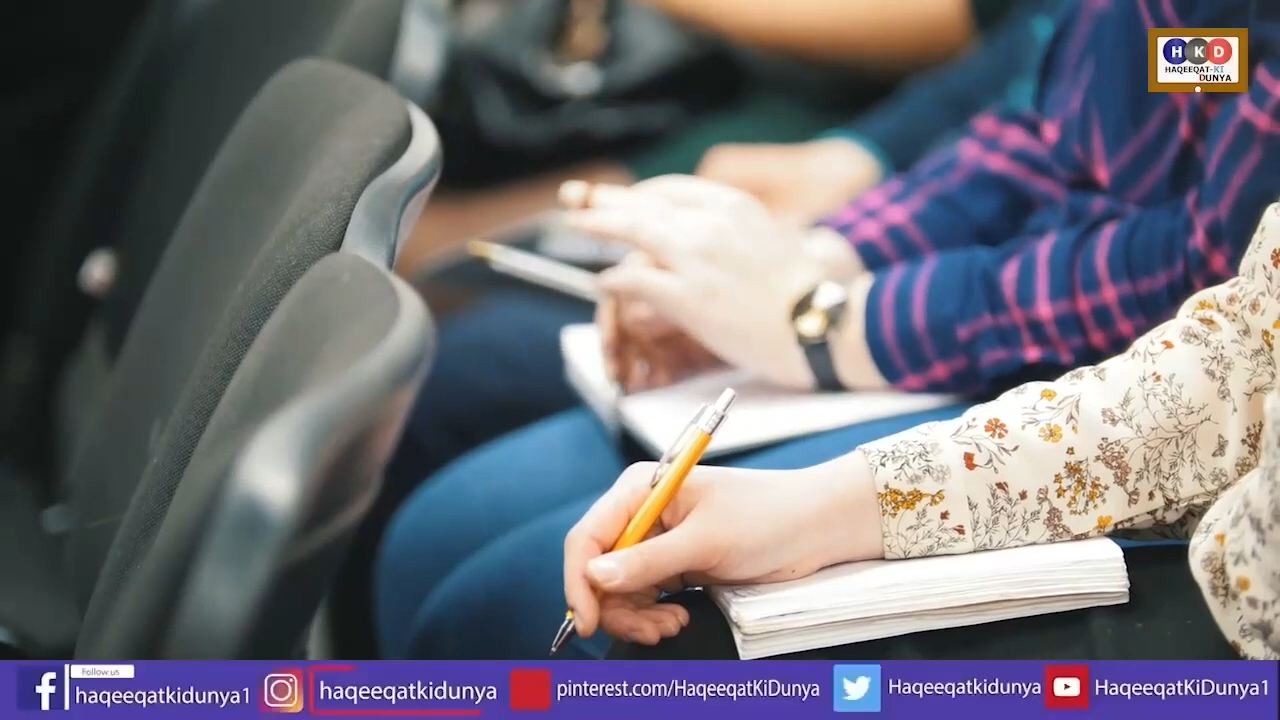 H K D
HAQEEQAT-KI
DUNYA
Follow us
haqeeqatkidunya1
haqeeqatkidunya
pinterest.com/HaqeeqatKiDunya
Haqeeqatkidunya
HaqeeqatKiDunya1